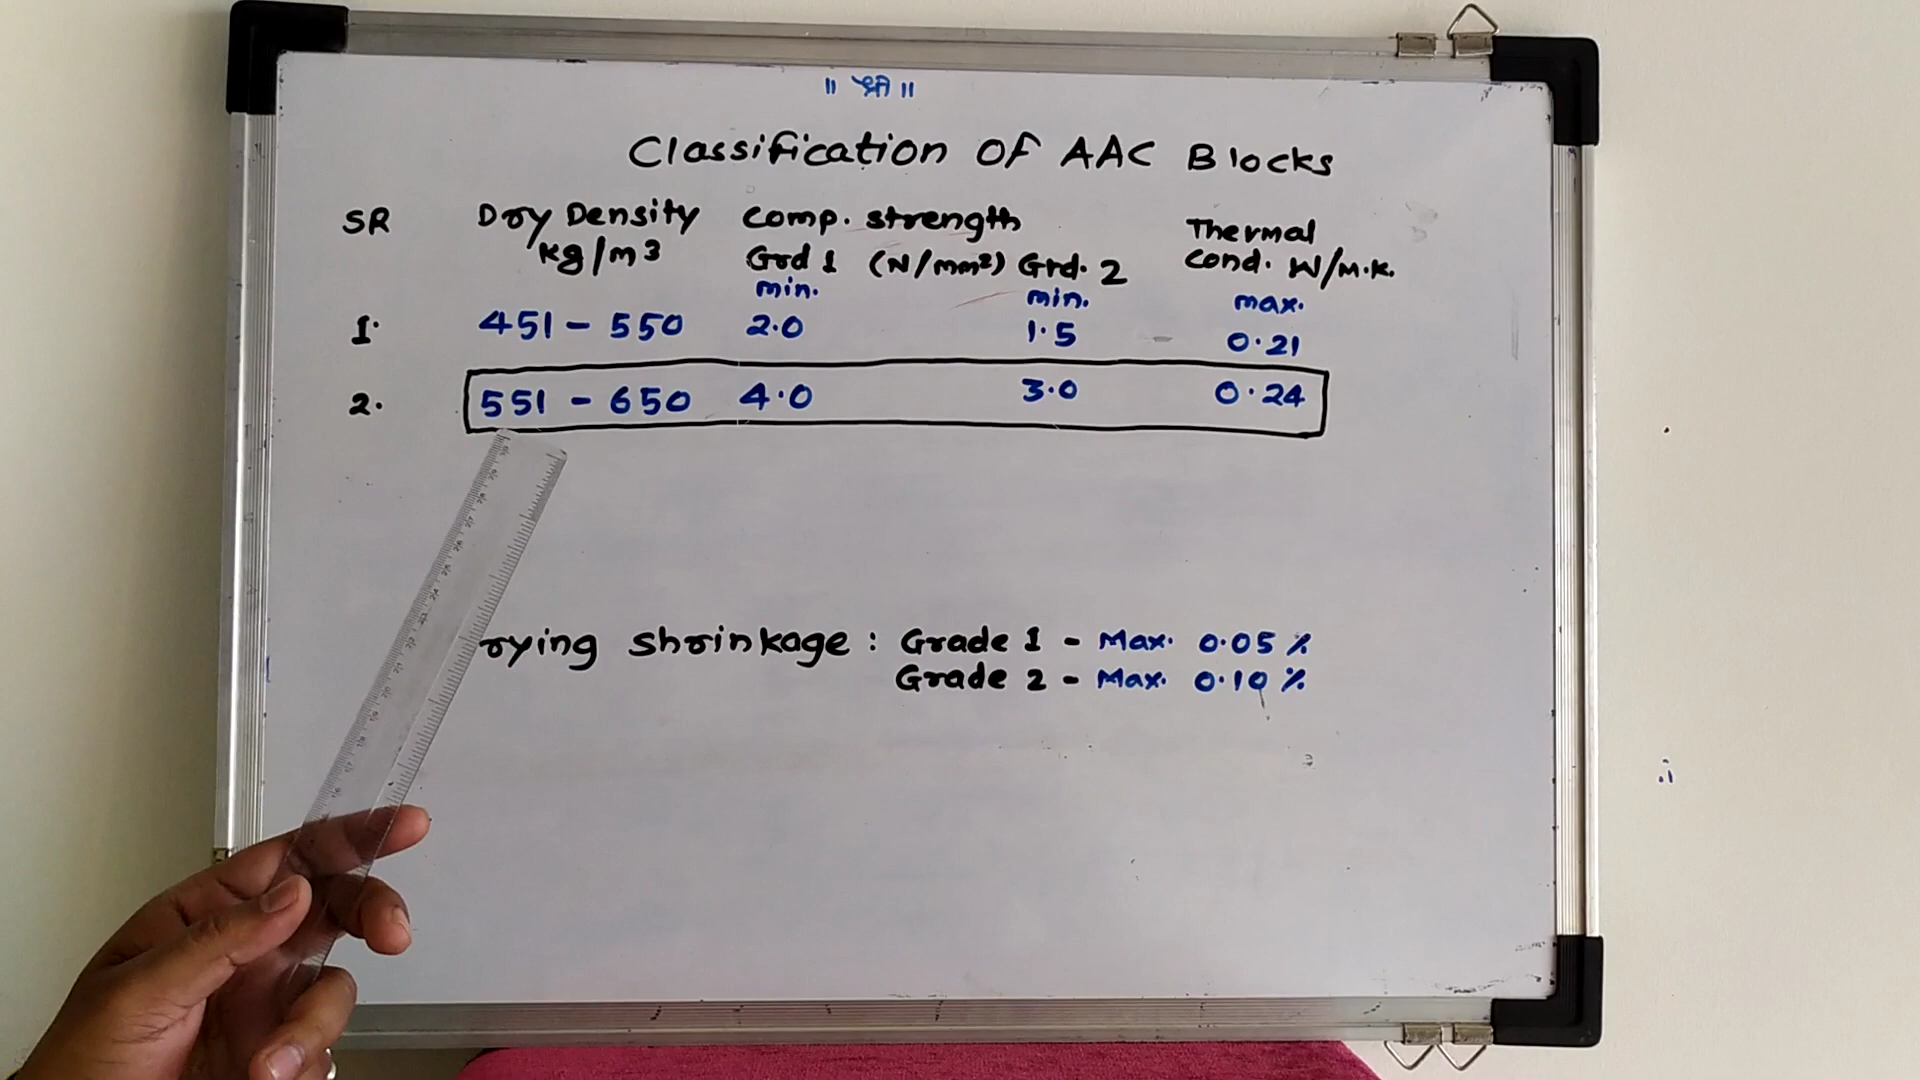 ॥ श्री ॥
Classification OF AAC Blocks
SR Dry Density Comp. strength Thermal
kg/m3 Grd 1 (N/mm²) Grd. 2 Cond. W/M.K.
min. min. max.
1. 451 - 550 2.0 1.5 0.21
2. 551 - 650 4.0 3.0 0.24
rying shrinkage : Grade 1 - Max. 0.05 %
Grade 2 - Max. 0.10 %